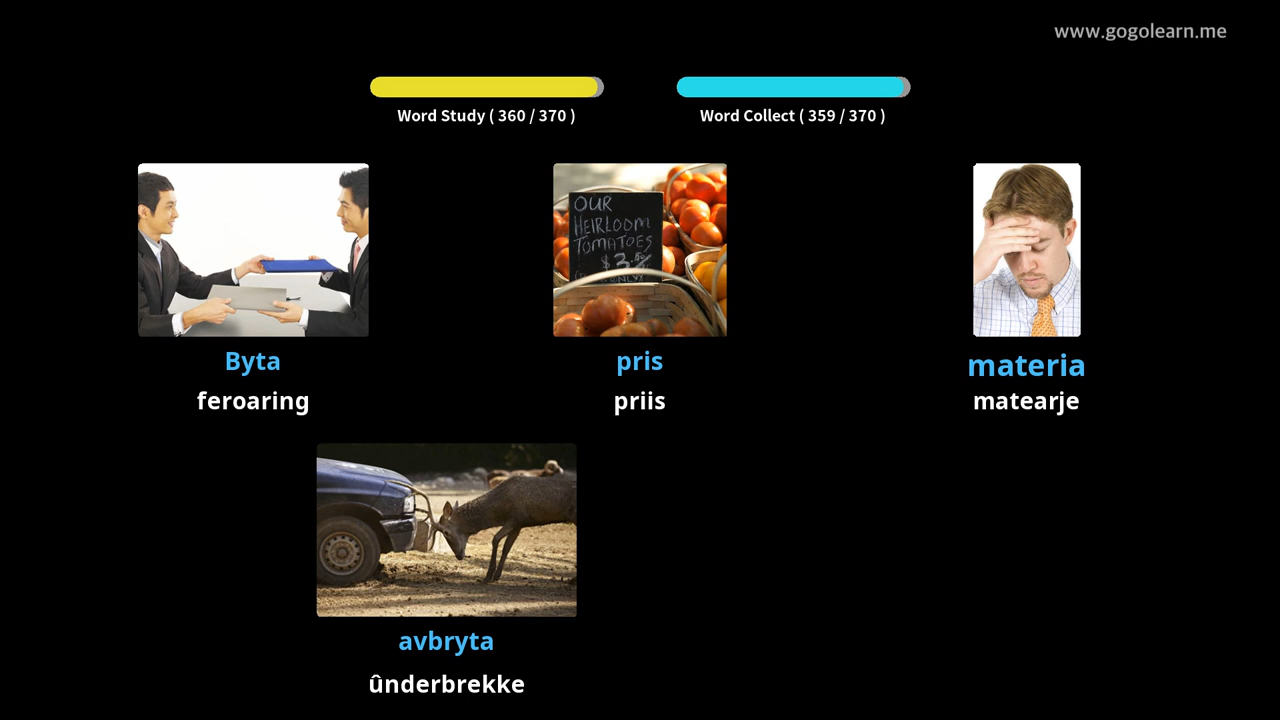 www.gogolearn.me
Word Study ( 360 / 370 )
Word Collect ( 359 / 370 )
OUR
HEIRLOOM
TOMATOES
Byta
feroaring
pris
priis
materia
matearje
avbryta
ûnderbrekke